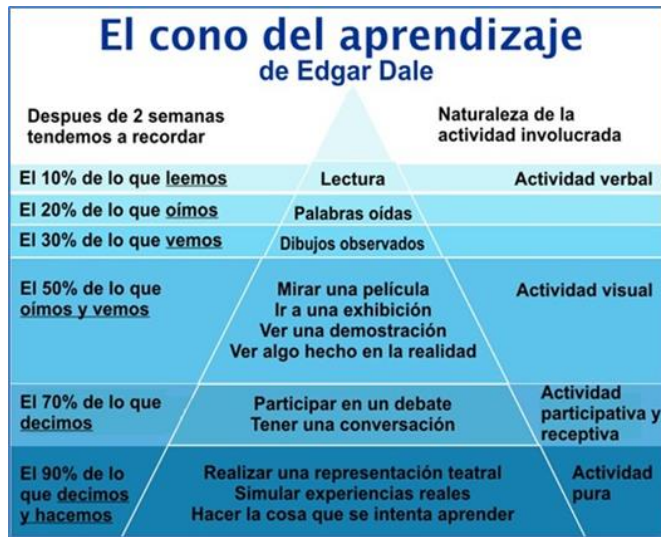 El cono del aprendizaje
de Edgar Dale
Despues de 2 semanas
tendemos a recordar
Naturaleza de la
actividad involucrada
El 10% de lo que leemos
Lectura
Actividad verbal
El 20% de lo que oímos
Palabras oídas
El 30% de lo que vemos
Dibujos observados
El 50% de lo que
oímos y vemos
Mirar una película
Ir a una exhibición
Ver una demostración
Ver algo hecho en la realidad
Actividad visual
El 70% de lo que
decimos
Participar en un debate
Tener una conversación
Actividad
participativa y
receptiva
El 90% de lo
que decimos
y hacemos
Realizar una representación teatral
Simular experiencias reales
Hacer la cosa que se intenta aprender
Actividad
pura